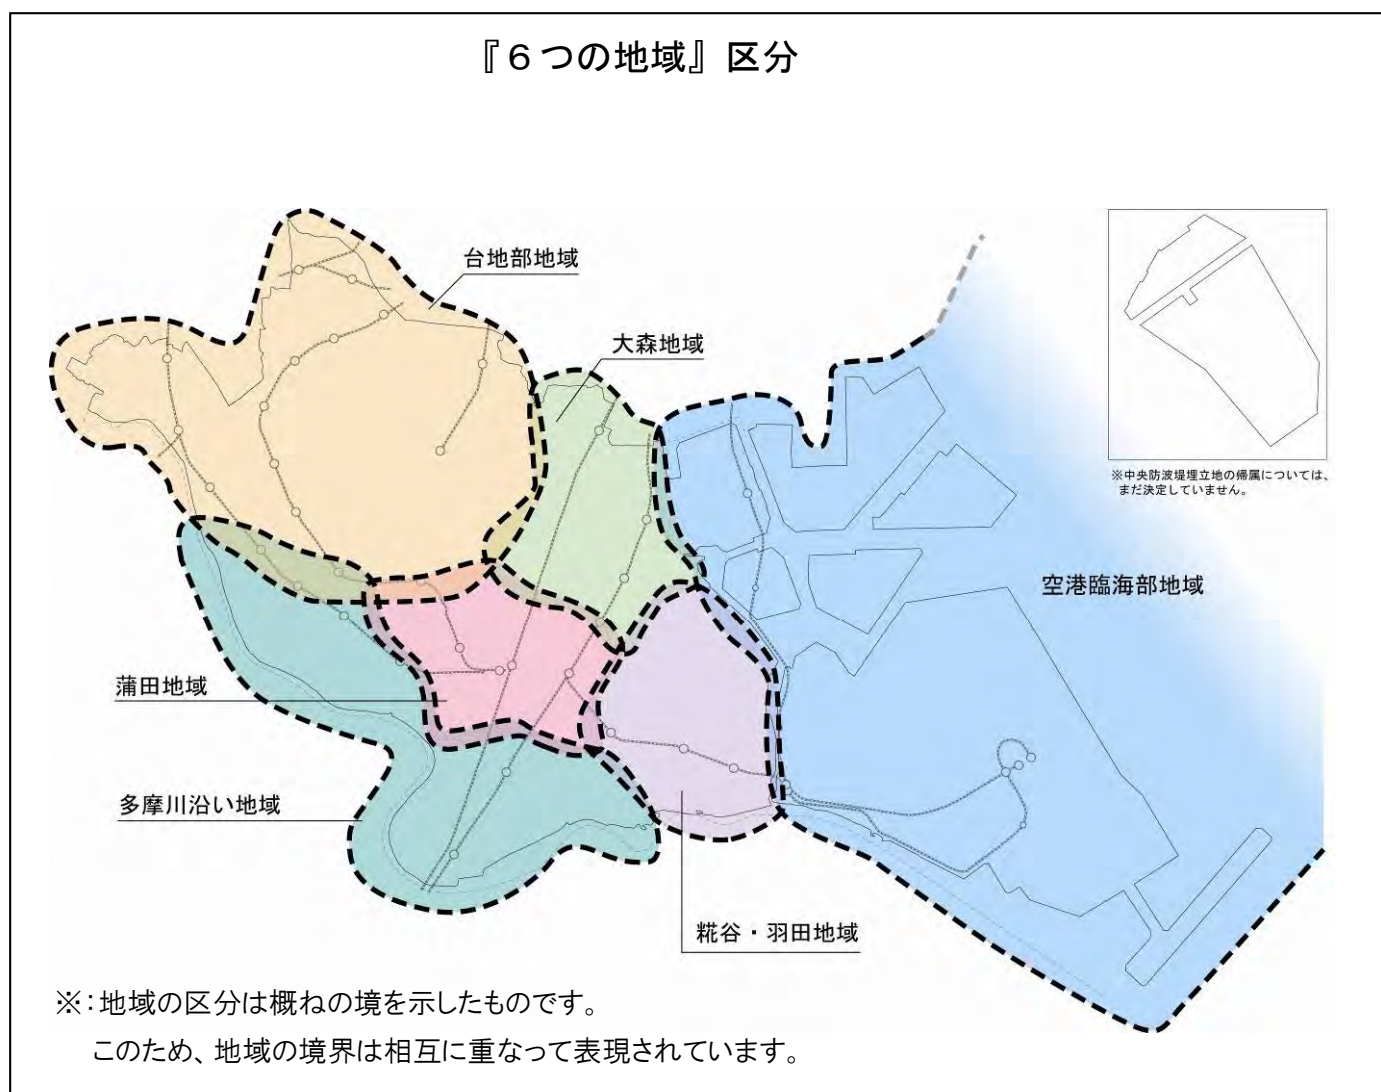 『６つの地域』区分
台地部地域
大森地域
※中央防波堤埋立地の帰属については、
まだ決定していません。
空港臨海部地域
蒲田地域
多摩川沿い地域
糀谷・羽田地域
※：地域の区分は概ねの境を示したものです。
このため、地域の境界は相互に重なって表現されています。